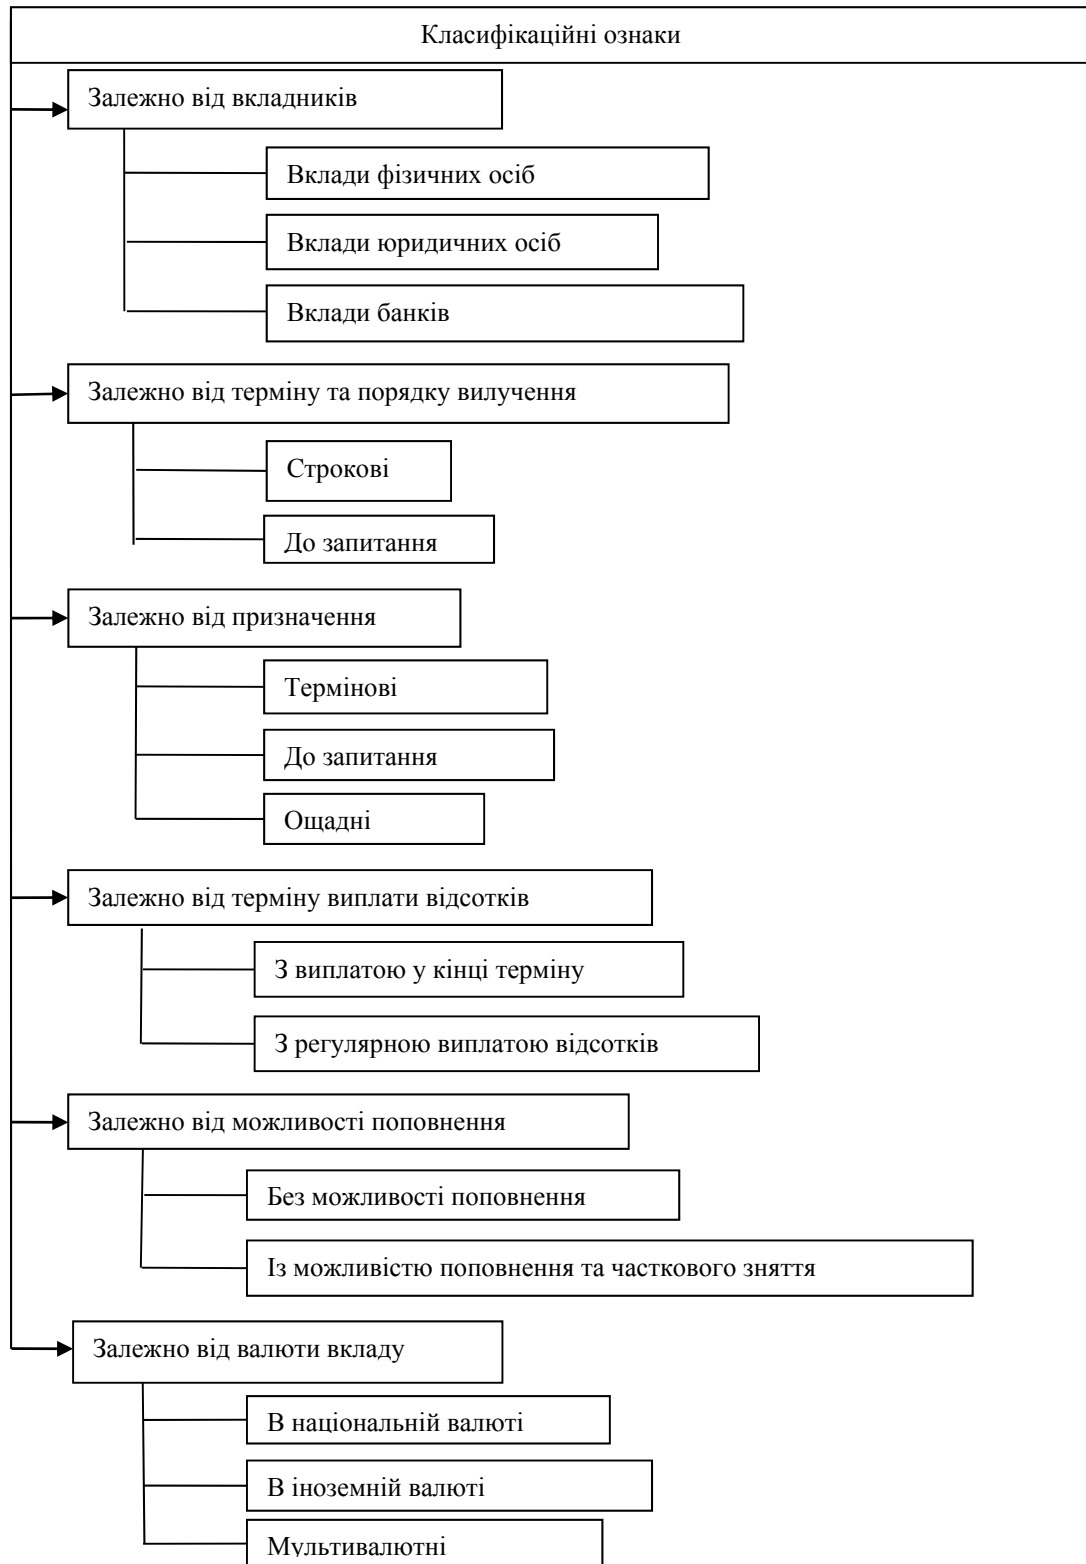 Класифікаційні ознаки
Залежно від вкладників
Вклади фізичних осіб
Вклади юридичних осіб
Вклади банків
Залежно від терміну та порядку вилучення
Строкові
До запитання
Залежно від призначення
Термінові
До запитання
Ощадні
Залежно від терміну виплати відсотків
З виплатою у кінці терміну
З регулярною виплатою відсотків
Залежно від можливості поповнення
Без можливості поповнення
Із можливістю поповнення та часткового зняття
Залежно від валюти вкладу
В національній валюті
В іноземній валюті
Мультивалютні